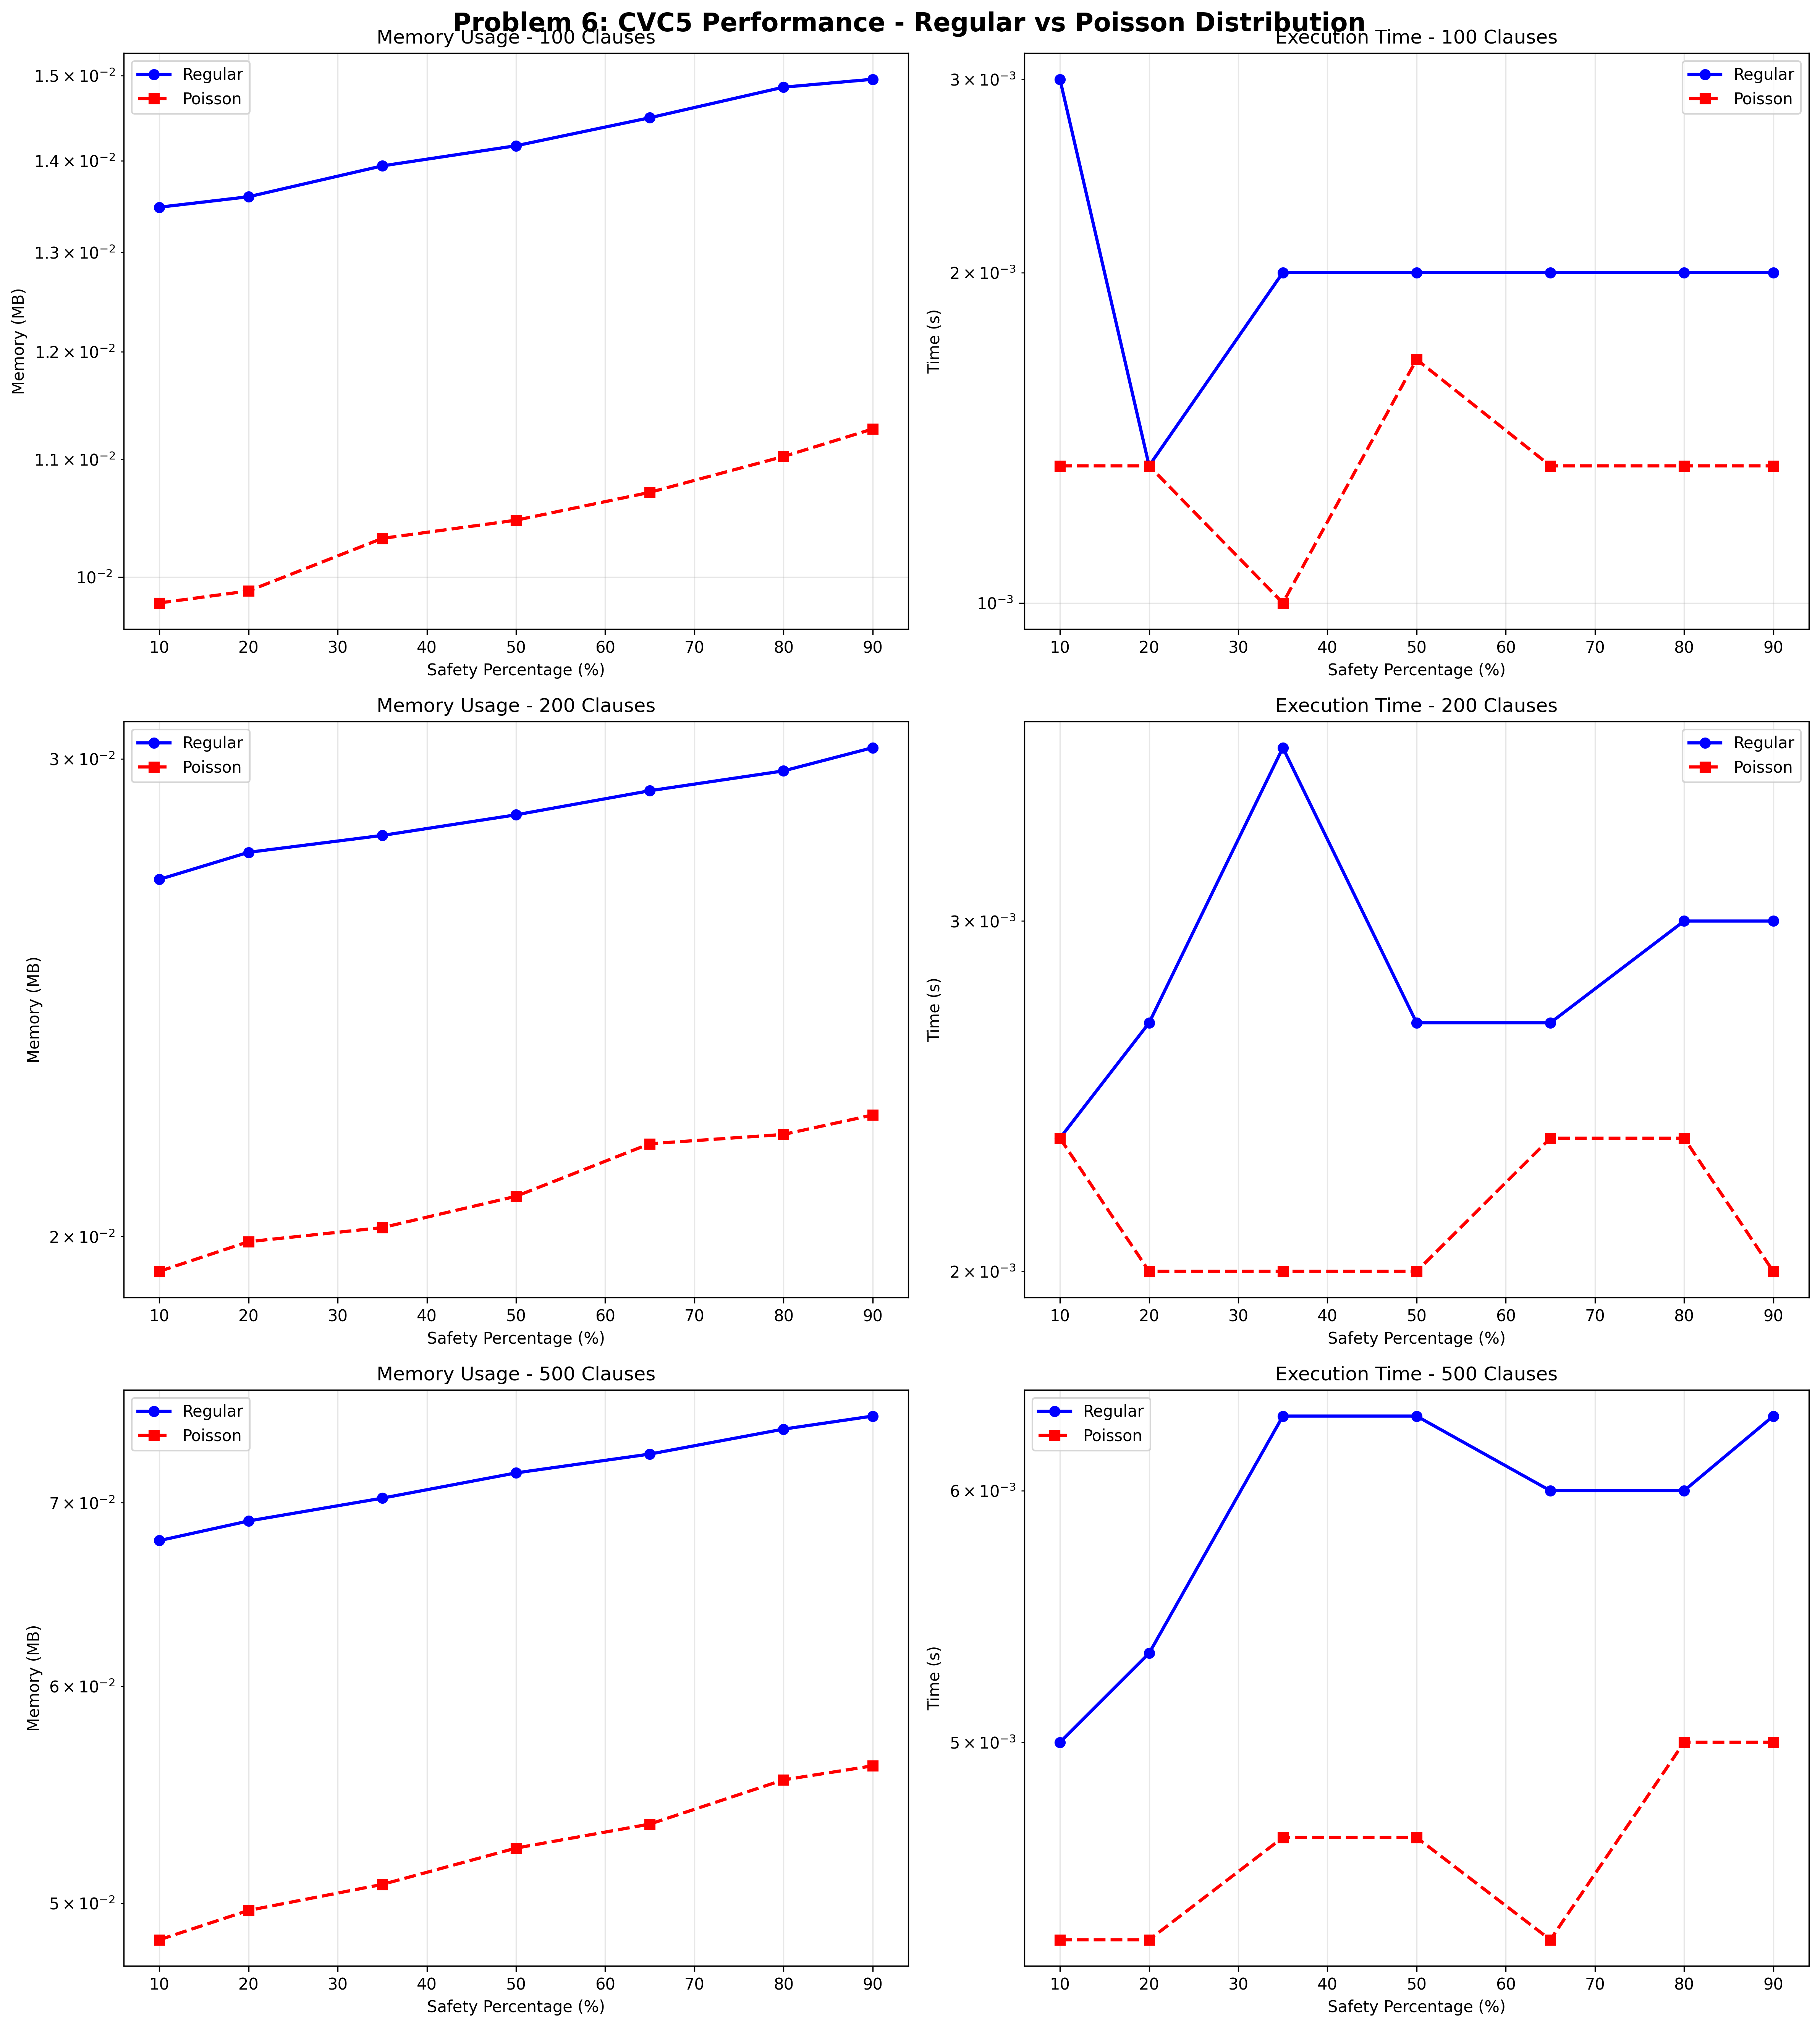 Problem 6: CVC5 Performance - Regular vs Poisson Distribution
Memory Usage - 100 Clauses
Regular
Poisson
1.5 × 10⁻²
1.4 × 10⁻²
1.3 × 10⁻²
1.2 × 10⁻²
1.1 × 10⁻²
10⁻²
Memory (MB)
10 20 30 40 50 60 70 80 90
Safety Percentage (%)
Execution Time - 100 Clauses
Regular
Poisson
3 × 10⁻³
2 × 10⁻³
10⁻³
Time (s)
10 20 30 40 50 60 70 80 90
Safety Percentage (%)
Memory Usage - 200 Clauses
Regular
Poisson
3 × 10⁻²
2 × 10⁻²
Memory (MB)
10 20 30 40 50 60 70 80 90
Safety Percentage (%)
Execution Time - 200 Clauses
Regular
Poisson
3 × 10⁻³
2 × 10⁻³
Time (s)
10 20 30 40 50 60 70 80 90
Safety Percentage (%)
Memory Usage - 500 Clauses
Regular
Poisson
7 × 10⁻²
6 × 10⁻²
5 × 10⁻²
Memory (MB)
10 20 30 40 50 60 70 80 90
Safety Percentage (%)
Execution Time - 500 Clauses
Regular
Poisson
6 × 10⁻³
5 × 10⁻³
Time (s)
10 20 30 40 50 60 70 80 90
Safety Percentage (%)